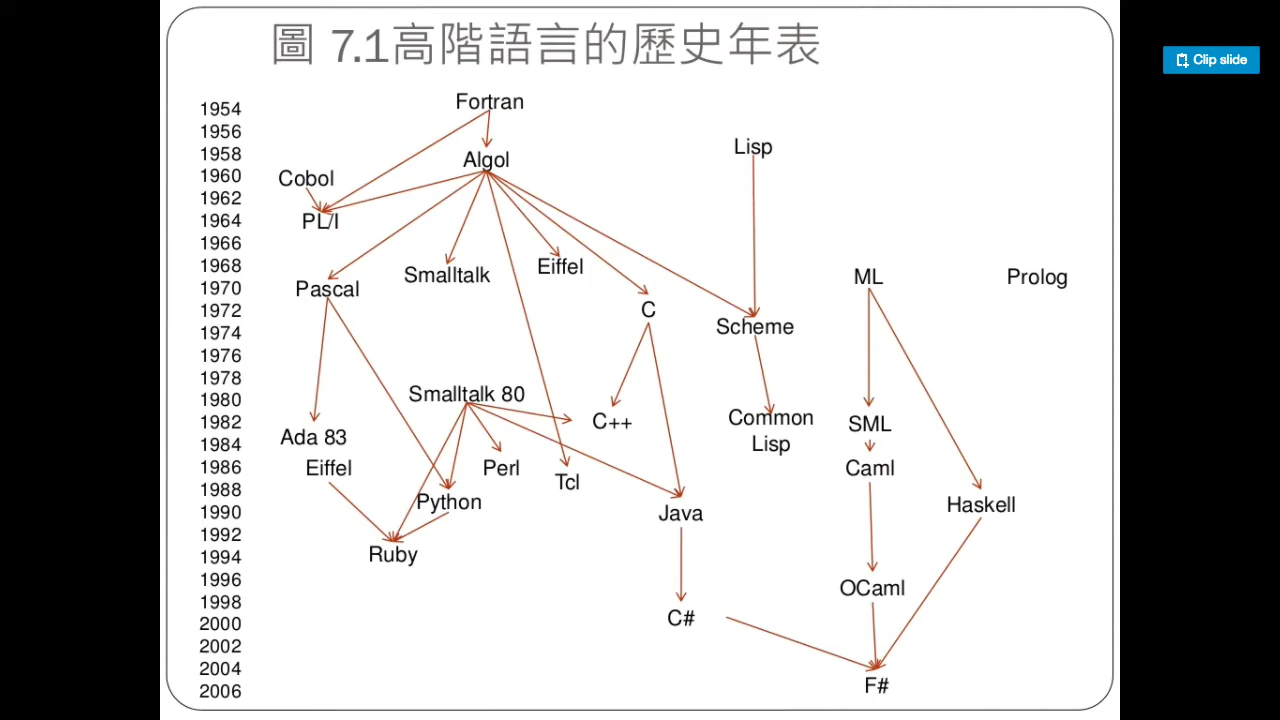 圖 7.1高階語言的歷史年表
Clip slide
1954
1956
1958
1960
1962
1964
1966
1968
1970
1972
1974
1976
1978
1980
1982
1984
1986
1988
1990
1992
1994
1996
1998
2000
2002
2004
2006
Fortran
Lisp
Algol
Cobol
PL/I
Smalltalk
Eiffel
ML
Prolog
Pascal
C
Scheme
Smalltalk 80
C++
Common
Lisp
SML
Ada 83
Eiffel
Perl
Tcl
Caml
Python
Java
Haskell
Ruby
OCaml
C#
F#